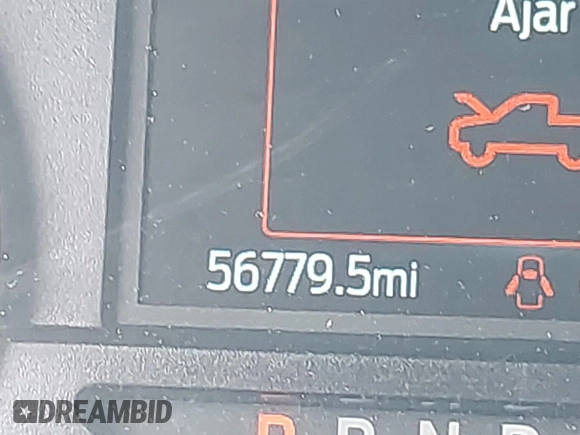 Ajar
56779.5mi
P R N D
DREAMBID